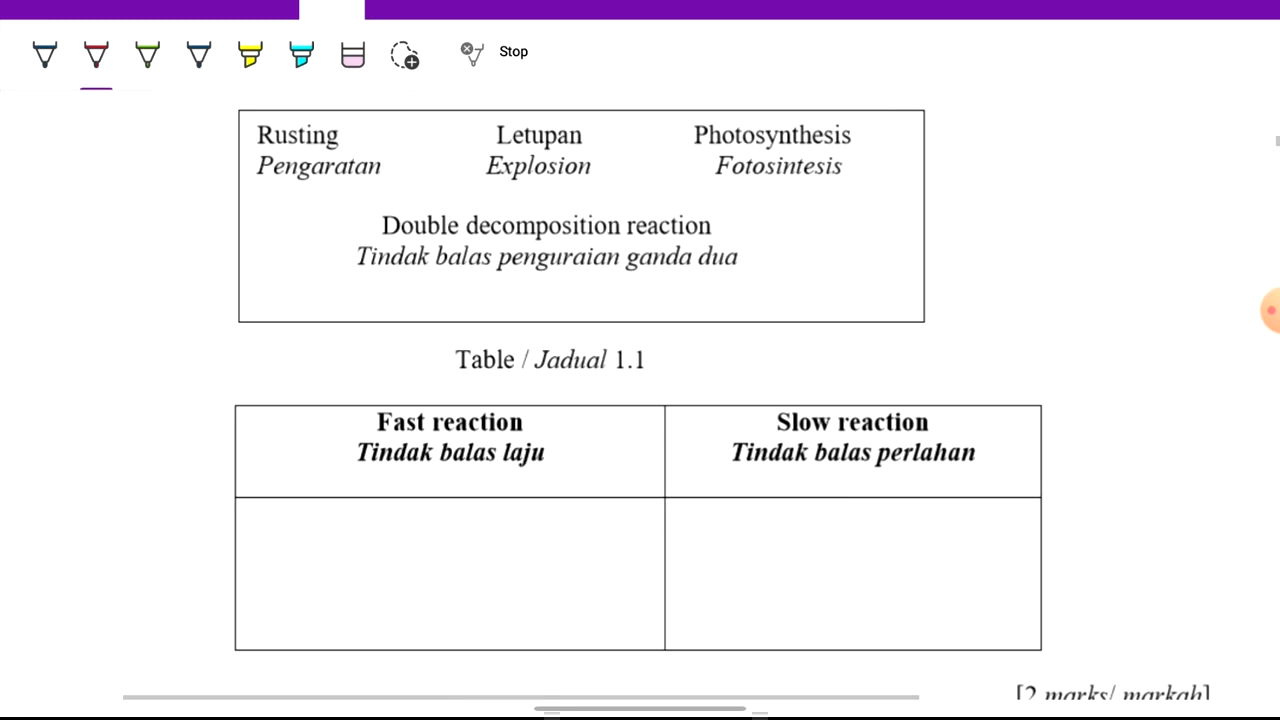 Stop
Rusting Letupan Photosynthesis
Pengaratan Explosion Fotosintesis
Double decomposition reaction
Tindak balas penguraian ganda dua
Table / Jadual 1.1
Fast reaction Slow reaction
Tindak balas laju Tindak balas perlahan
[2 marks/ markah]